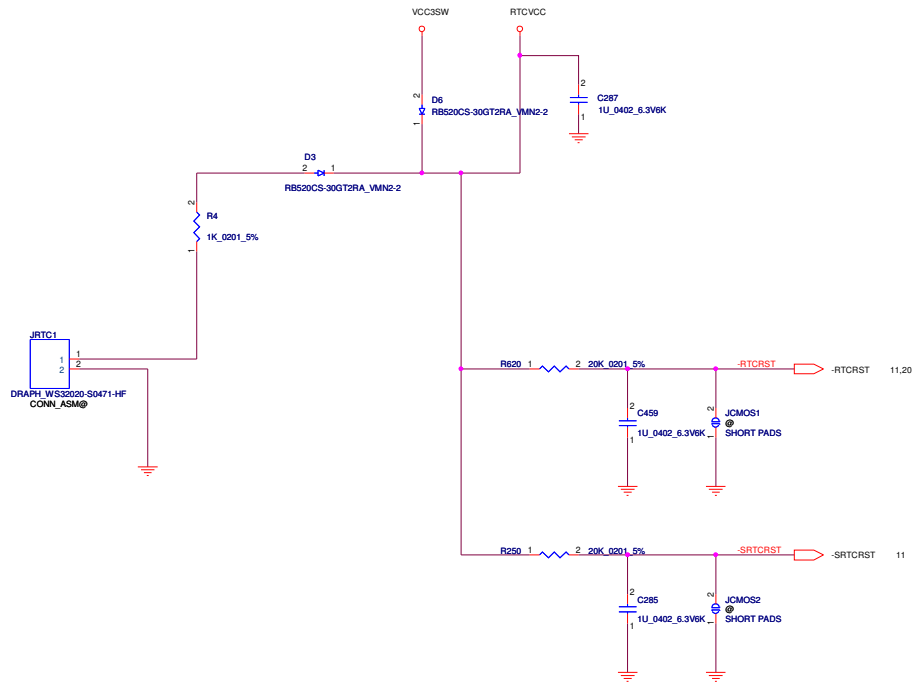 VCC3SW
RTCVCC
2
D6
RB520CS-30GT2RA_VMN2-2
1
2
C287
1U_0402_6.3V6K
1
D3
2
1
RB520CS-30GT2RA_VMN2-2
2
R4
1K_0201_5%
1
JRTC1
1
1
2
2
DRAPH_WS32020-S0471-HF
CONN_ASM@
R620
1
2
20K_0201_5%
-RTCRST
-RTCRST
11,20
2
C459
1U_0402_6.3V6K
1
2
JCMOS1
@
SHORT PADS
1
R250
1
2
20K_0201_5%
-SRTCRST
-SRTCRST
11
2
C285
1U_0402_6.3V6K
1
2
JCMOS2
@
SHORT PADS
1